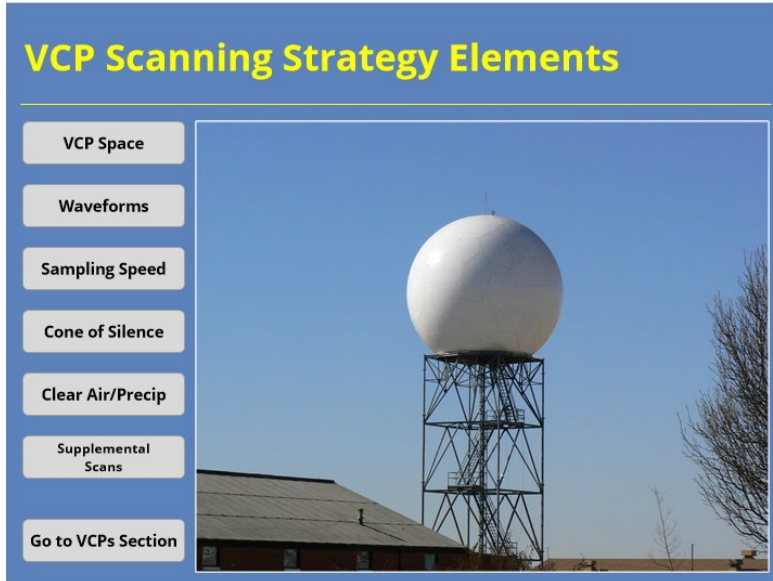 VCP Scanning Strategy Elements
VCP Space
Waveforms
Sampling Speed
Cone of Silence
Clear Air/Precip
Supplemental
Scans
Go to VCPs Section